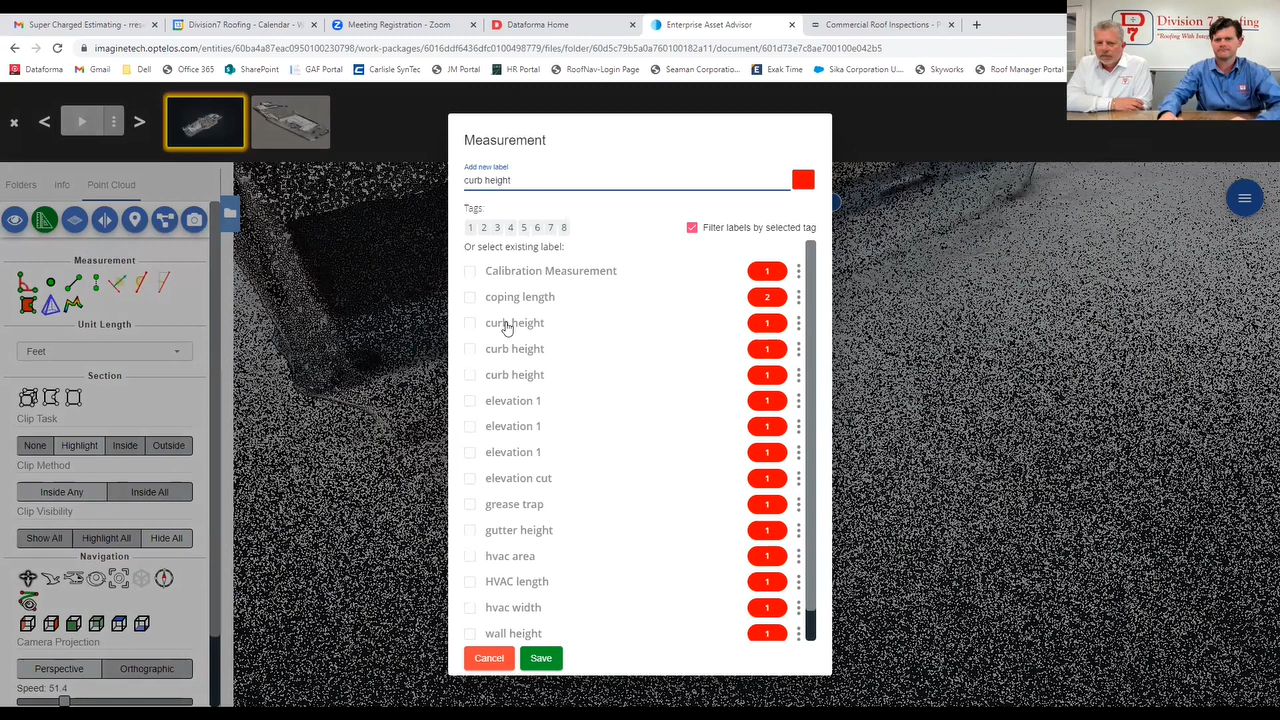 Super Charged Estimating - rrese
Division7 Roofing - Calendar - W
Meeting Registration - Zoom
Dataforma Home
Enterprise Asset Advisor
Commercial Roof Inspections - P
imaginetech.optelos.com/entities/60ba4a87eac0950100230798/work-packages/6016ddf9d26df3010f498779/files/folder/60d5c79b5a0a760100182a11/document/601d73e7c8ae700100e042b5
Dataforma
Gmail
Dell
Office 365
SharePoint
GAF Portal
Carlisle SynTec
JM Portal
HR Portal
RoofNav-Login Page
Seaman Corporatio...
Exak Time
Sika Corporation U....
Skyworks
Roof Manager Portal
Division 7 Roofing
7
Folders
Info
Point Cloud
Measurement
Unit Length
Feet
Section
Clip Task
None
Highlight
Inside
Outside
Clip Method
Inside Any
Inside All
Clip Visibility
Show All
Highlight All
Hide All
Navigation
Camera Projection
Perspective
Orthographic
Speed: 51.4
Measurement
Add new label
curb height
Tags:
1 2 3 4 5 6 7 8
Filter labels by selected tag
Or select existing label:
Calibration Measurement 1
coping length 2
curb height 1
curb height 1
curb height 1
elevation 1 1
elevation 1 1
elevation 1 1
elevation cut 1
grease trap 1
gutter height 1
hvac area 1
HVAC length 1
hvac width 1
wall height 1
Cancel
Save